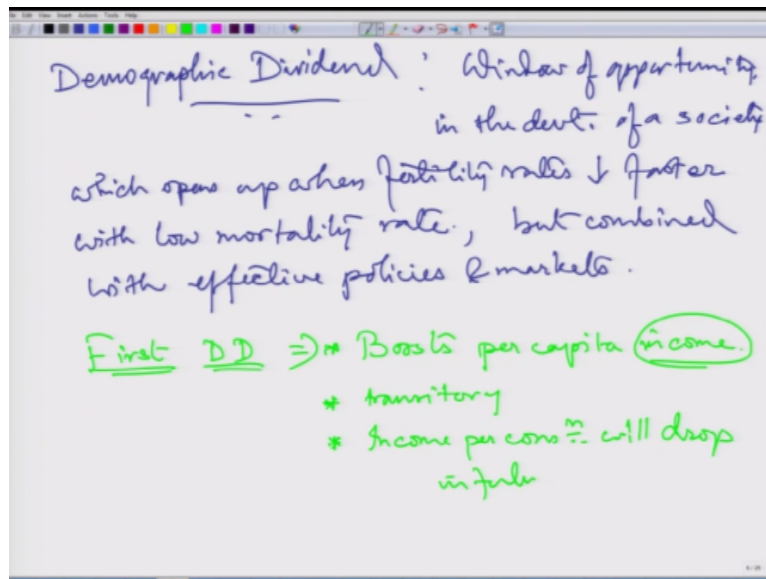 Demographic Dividend : Window of opportunity
in the devt. of a society
which opens up when fertility rates ↓ faster
with low mortality rate, but combined
with effective policies & markets.
First DD ⇒ * Boosts per capita income.
* transitory
* Income per consⁿ. will drop
in